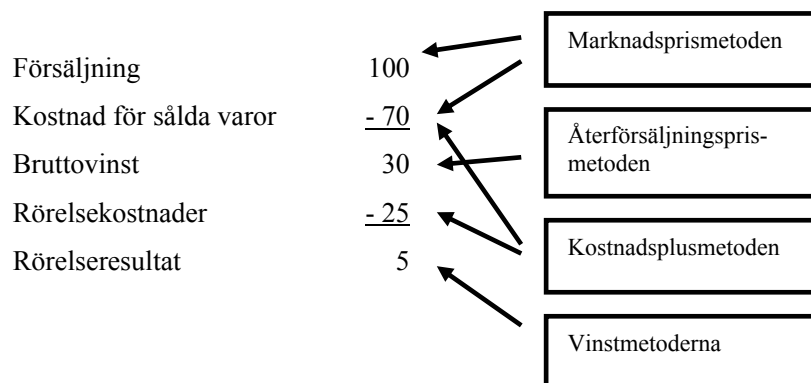 Försäljning 100
Kostnad för sålda varor - 70
Bruttovinst 30
Rörelsekostnader - 25
Rörelseresultat 5
Marknadsprismetoden
Återförsäljningspris-
metoden
Kostnadsplusmetoden
Vinstmetoderna